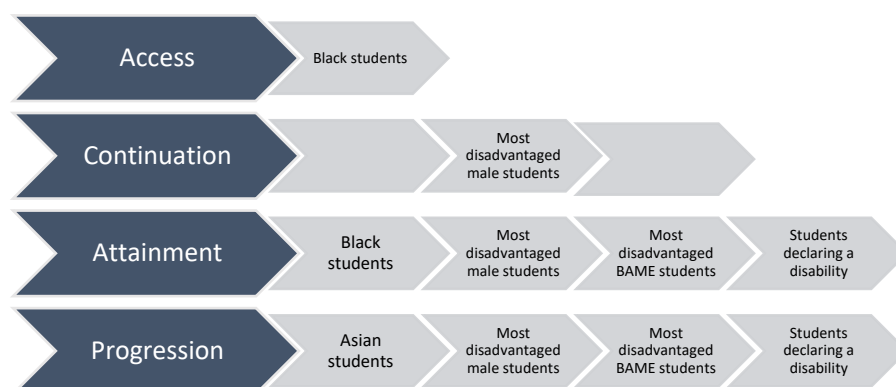 Access
Black students
Continuation
Most
disadvantaged
male students
Attainment
Black
students
Most
disadvantaged
male students
Most
disadvantaged
BAME students
Students
declaring a
disability
Progression
Asian
students
Most
disadvantaged
male students
Most
disadvantaged
BAME students
Students
declaring a
disability